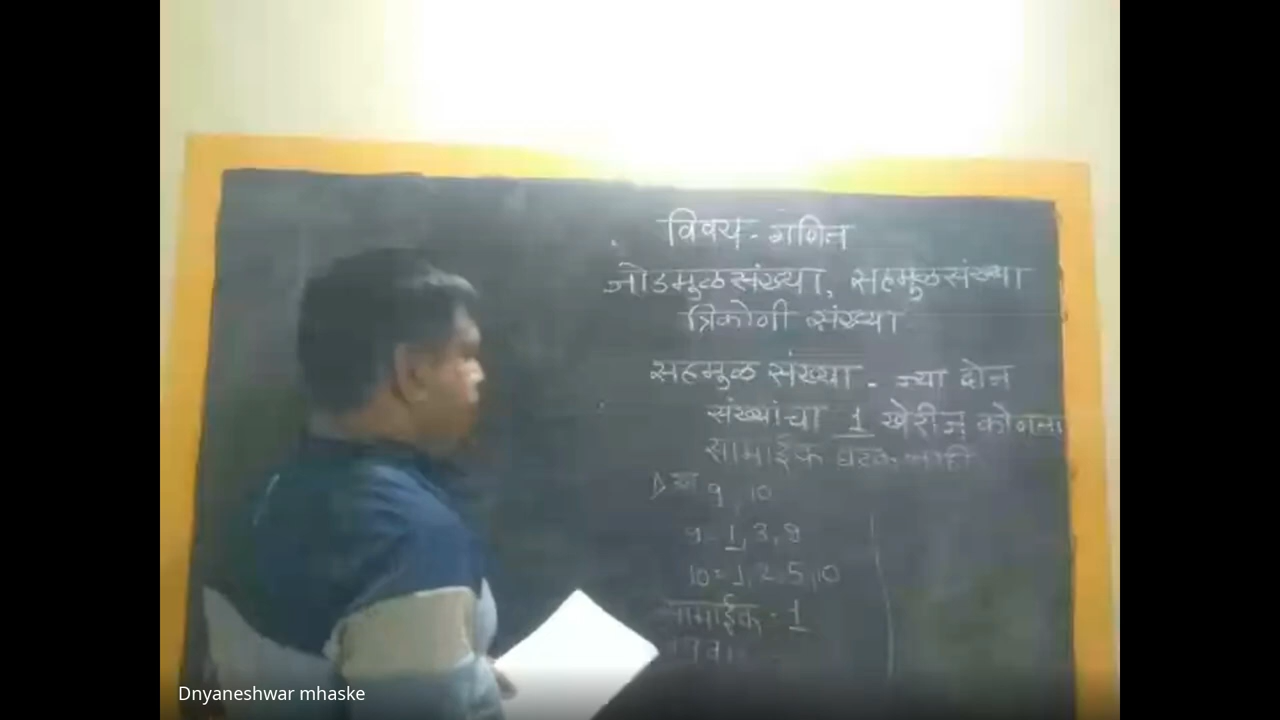 विषय - गणित
जोडमुळसंख्या, सहमुळसंख्या
त्रिकोणी संख्या
सहमुळ संख्या - ज्या दोन
संख्यांचा 1 खेरीज कोणता
सामाईक नाही
9, 10
9 - 1, 3, 9
10 = 1, 2, 5, 10
सामाईक - 1
Dnyaneshwar mhaske